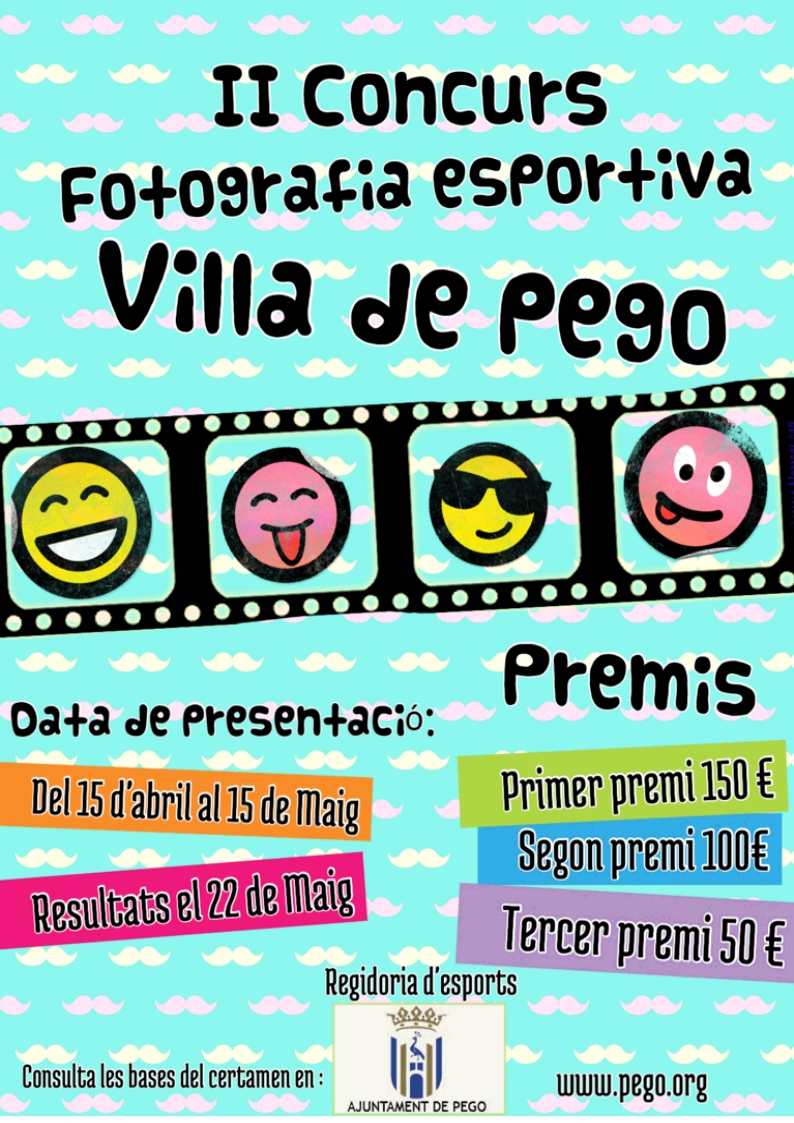 II Concurs
Fotografia esportiva
Villa de pego
Premis
Data de presentació:
Del 15 d'abril al 15 de Maig
Resultats el 22 de Maig
Primer premi 150 €
Segon premi 100€
Tercer premi 50 €
Regidoria d'esports
AJUNTAMENT DE PEGO
Consulta les bases del certamen en :
www.pego.org